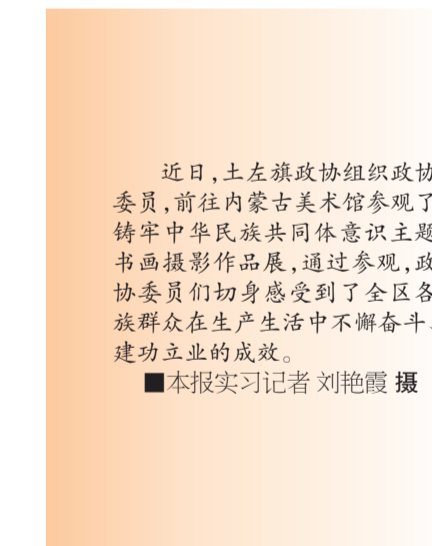 近日，土左旗政协组织政协
委员，前往内蒙古美术馆参观了
铸牢中华民族共同体意识主题
书画摄影作品展，通过参观，政
协委员们切身感受到了全区各
族群众在生产生活中不懈奋斗、
建功立业的成效。
■本报实习记者 刘艳霞 摄